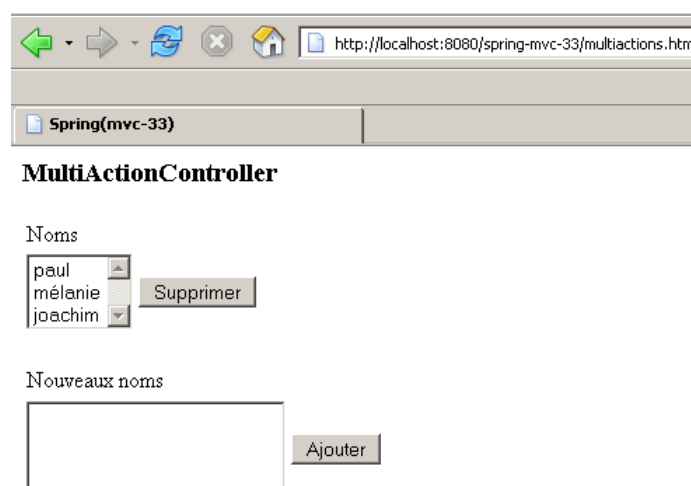 http://localhost:8080/spring-mvc-33/multiactions.htm
Spring(mvc-33)
MultiActionController
Noms
paul
mélanie
joachim
Supprimer
Nouveaux noms
Ajouter